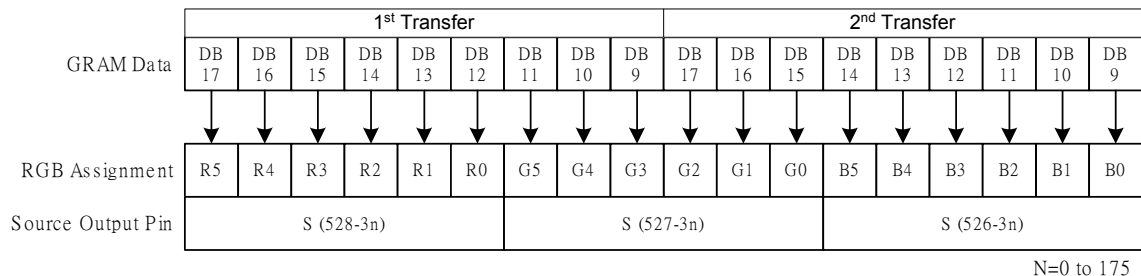 1st Transfer 2nd Transfer
GRAM Data DB 17 DB 16 DB 15 DB 14 DB 13 DB 12 DB 11 DB 10 DB 9 DB 17 DB 16 DB 15 DB 14 DB 13 DB 12 DB 11 DB 10 DB 9
RGB Assignment R5 R4 R3 R2 R1 R0 G5 G4 G3 G2 G1 G0 B5 B4 B3 B2 B1 B0
Source Output Pin S (528-3n) S (527-3n) S (526-3n)
N=0 to 175